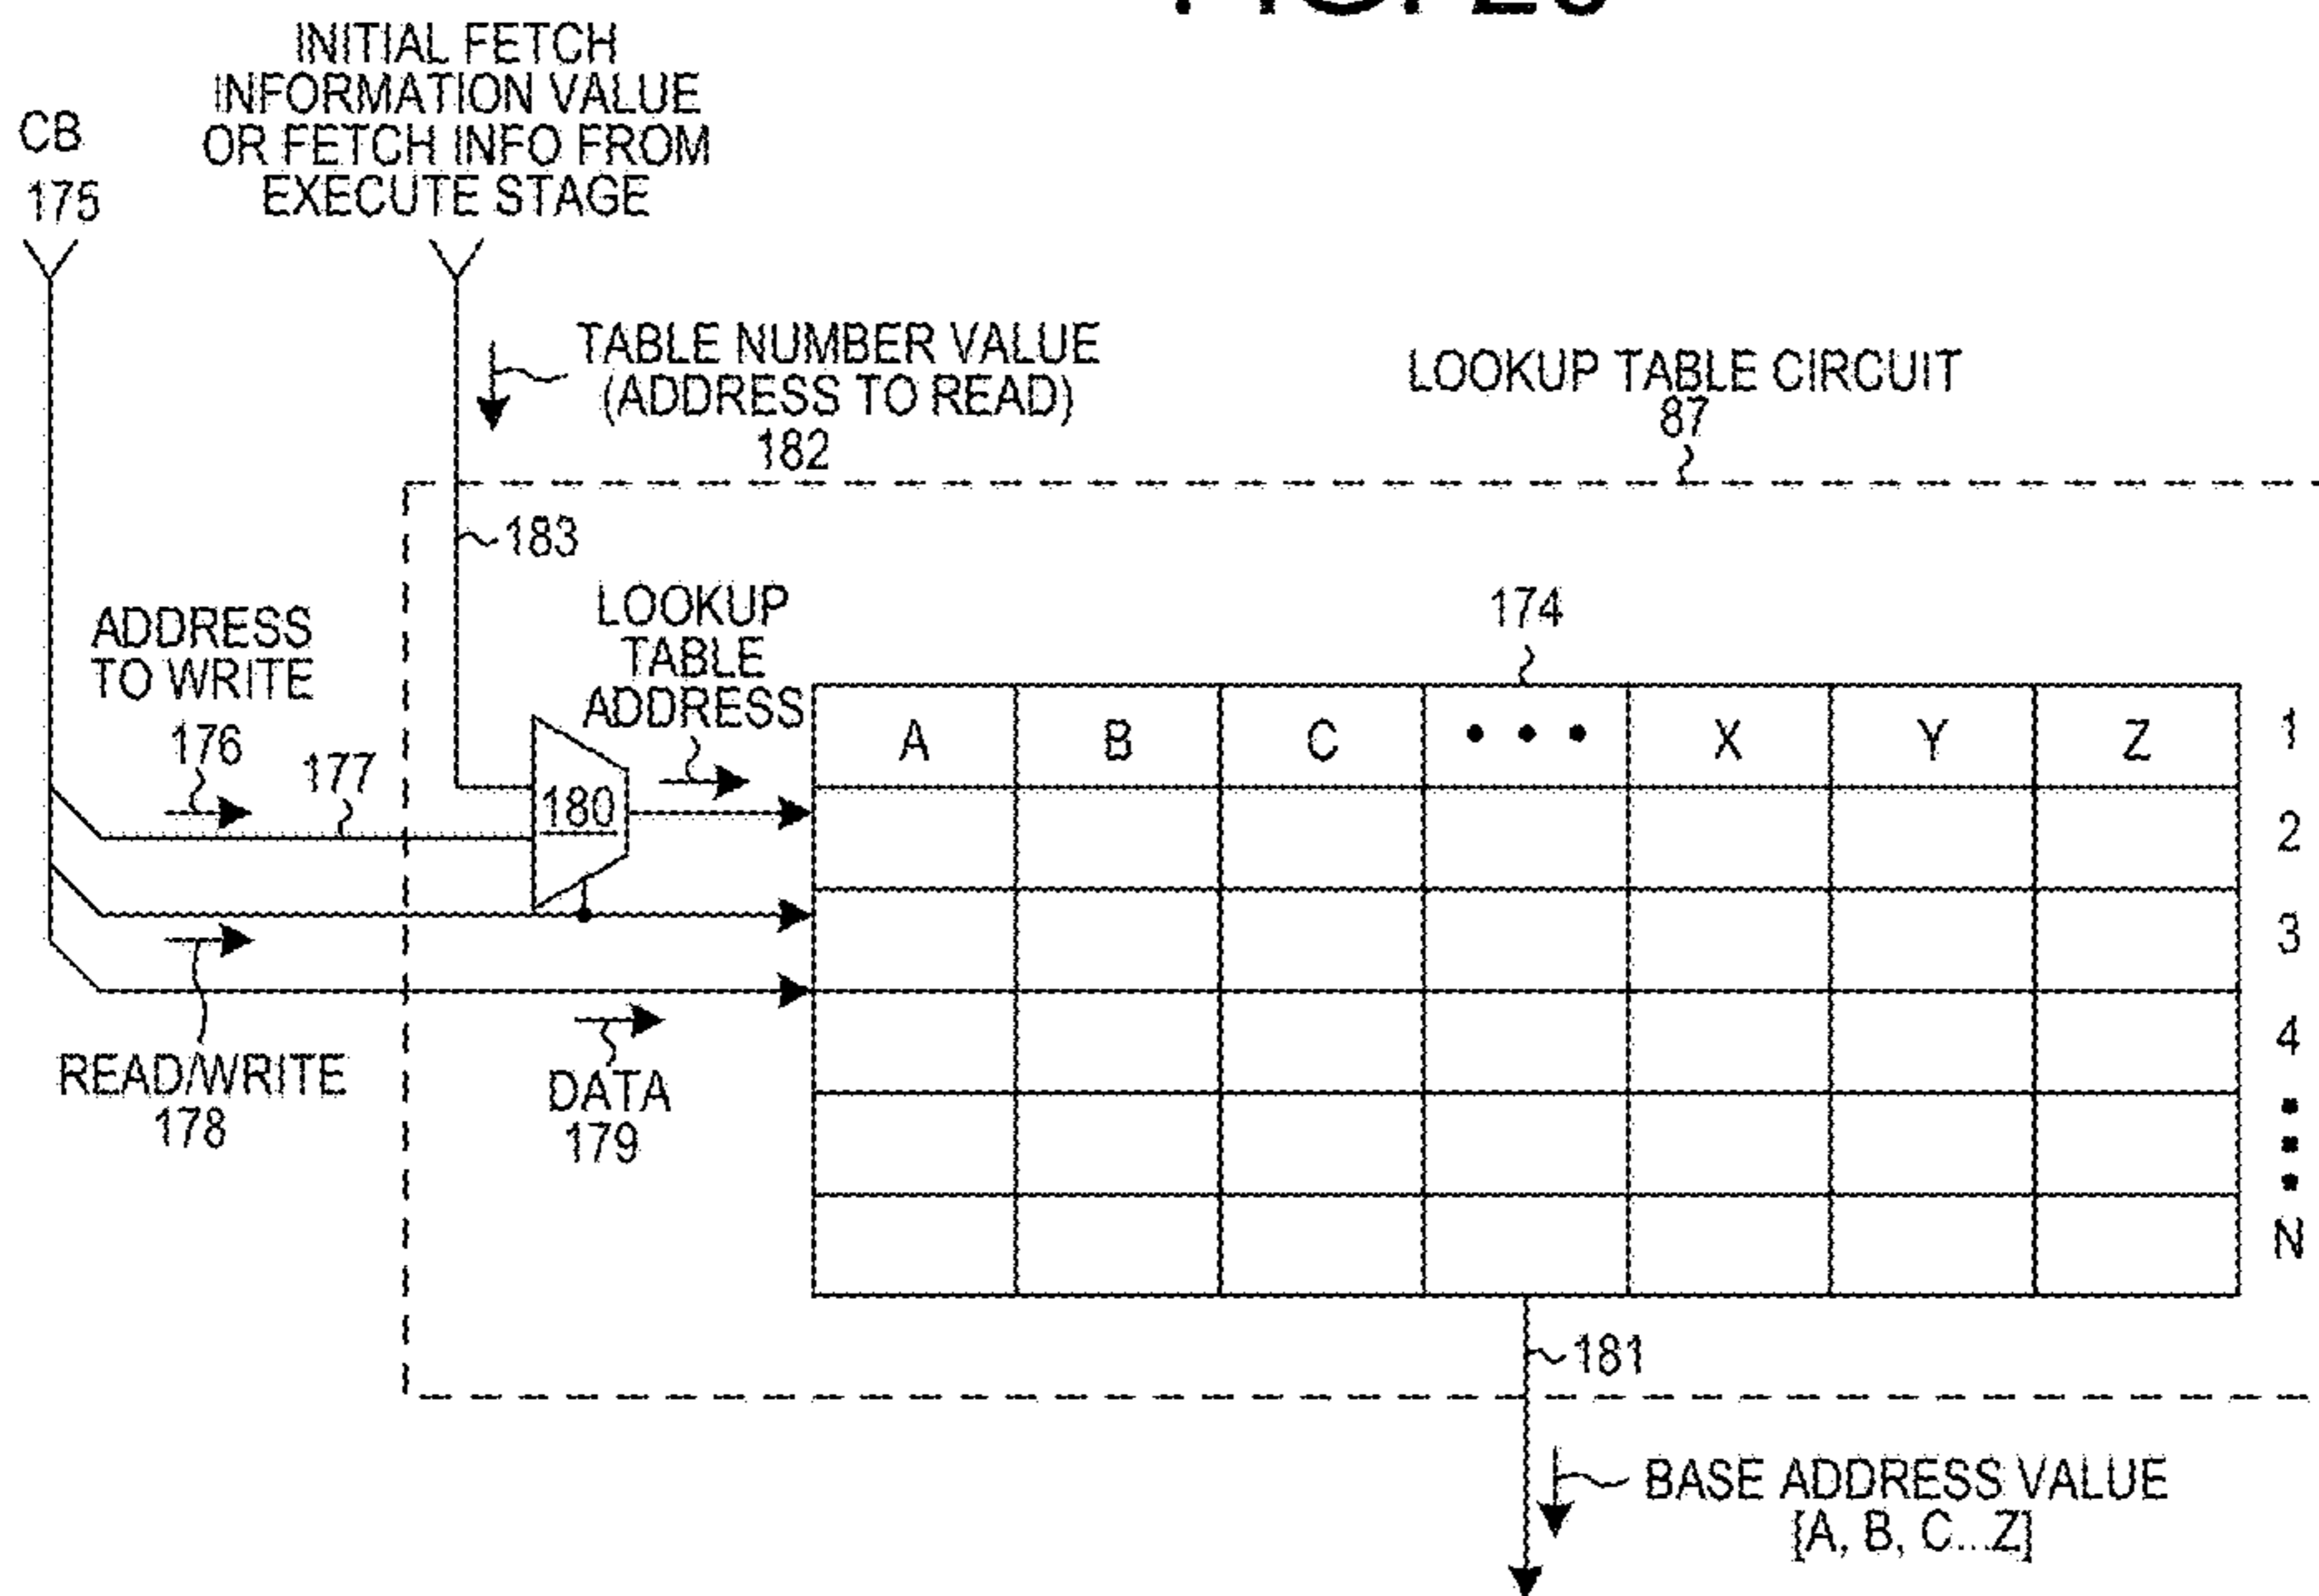 INITIAL FETCH
INFORMATION VALUE
OR FETCH INFO FROM
EXECUTE STAGE
CB
175
TABLE NUMBER VALUE
(ADDRESS TO READ)
182
LOOKUP TABLE CIRCUIT
87
183
LOOKUP
TABLE
ADDRESS
ADDRESS
TO WRITE
176
177
180
174
A B C • • • X Y Z 1
2
3
4
•
•
•
N
READ/WRITE
178
DATA
179
181
BASE ADDRESS VALUE
[A, B, C...Z]